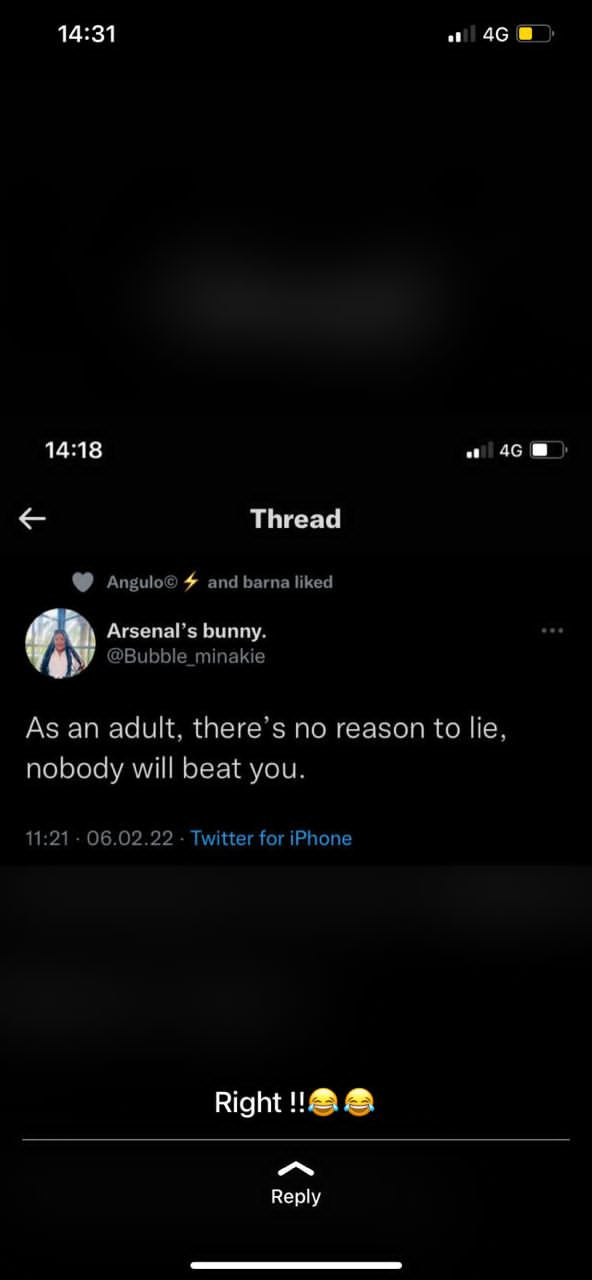 14:31
4G
14:18
4G
Thread
Angulo© ⚡ and barna liked
Arsenal’s bunny.
@Bubble_minakie
As an adult, there’s no reason to lie,
nobody will beat you.
11:21 · 06.02.22 · Twitter for iPhone
Right !!😂😂
Reply